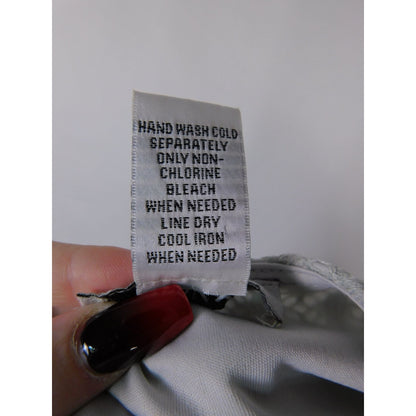 HAND WASH COLD
SEPARATELY
ONLY NON-
CHLORINE
BLEACH
WHEN NEEDED
LINE DRY
COOL IRON
WHEN NEEDED